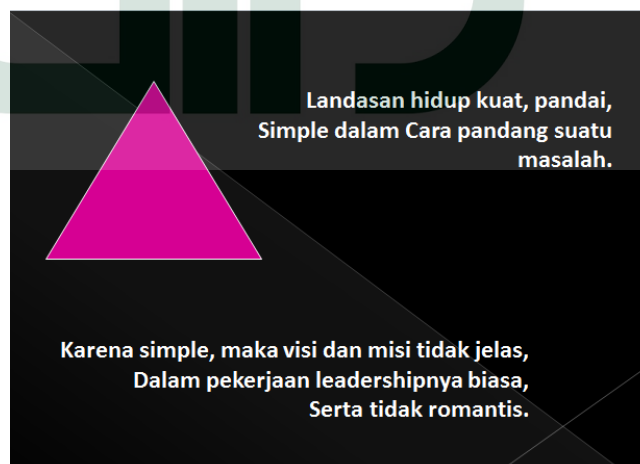 Landasan hidup kuat, pandai,
Simple dalam Cara pandang suatu
masalah.
Karena simple, maka visi dan misi tidak jelas,
Dalam pekerjaan leadershipnya biasa,
Serta tidak romantis.